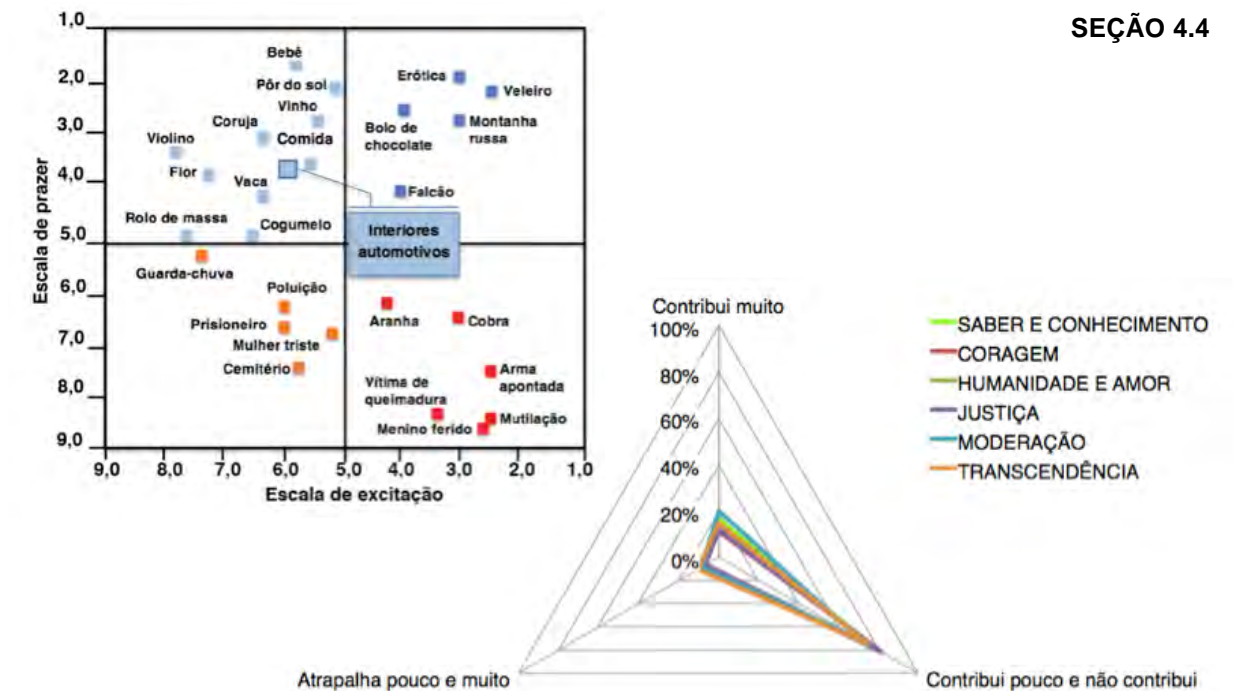 SEÇÃO 4.4
Escala de prazer
1,0
2,0
3,0
4,0
5,0
6,0
7,0
8,0
9,0
Bebê
Pôr do sol
Vinho
Coruja
Comida
Violino
Flor
Vaca
Rolo de massa
Cogumelo
Erótica
Veleiro
Bolo de
chocolate
Montanha
russa
Falcão
Interiores
automotivos
Guarda-chuva
Poluição
Prisioneiro
Mulher triste
Cemitério
Aranha
Cobra
Arma
apontada
Vítima de
queimadura
Mutilação
Menino ferido
9,0 8,0 7,0 6,0 5,0 4,0 3,0 2,0 1,0
Escala de excitação
Contribui muito
100%
80%
60%
40%
20%
0%
Atrapalha pouco e muito
Contribui pouco e não contribui
SABER E CONHECIMENTO
CORAGEM
HUMANIDADE E AMOR
JUSTIÇA
MODERAÇÃO
TRANSCENDÊNCIA